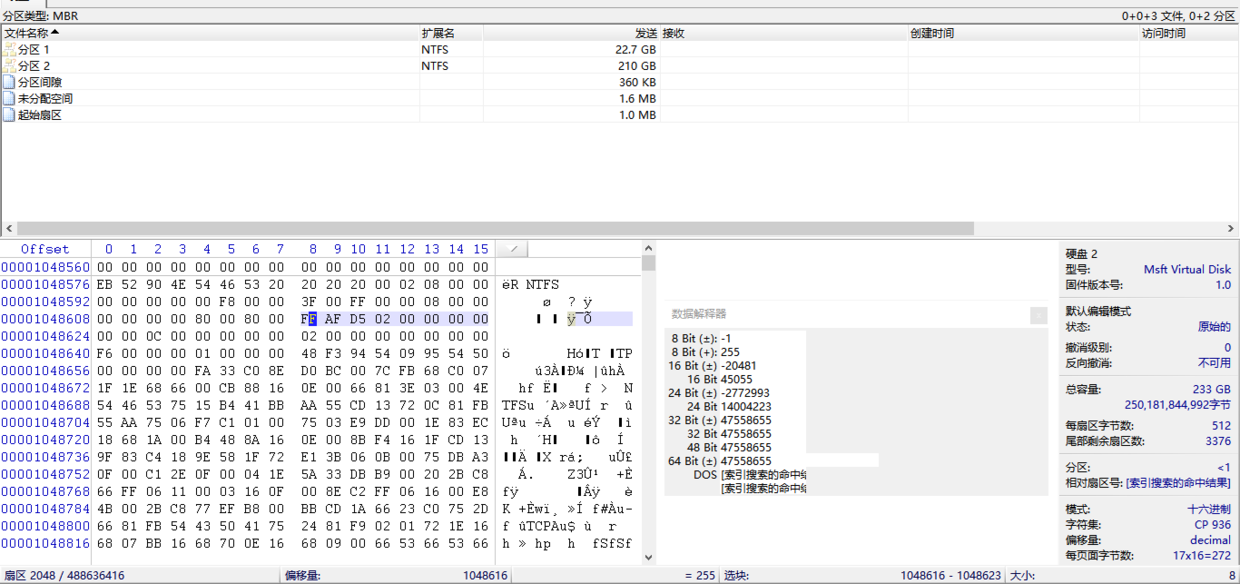 分区类型: MBR 0+0+3 文件, 0+2 分区
文件名称 扩展名 发送 接收 创建时间 访问时间
分区 1 NTFS 22.7 GB
分区 2 NTFS 210 GB
分区间隙 360 KB
未分配空间 1.6 MB
起始扇区 1.0 MB
Offset 0 1 2 3 4 5 6 7 8 9 10 11 12 13 14 15
00001048560 00 00 00 00 00 00 00 00 00 00 00 00 00 00 00 00
00001048576 EB 52 90 4E 54 46 53 20 20 20 20 00 02 08 00 00 ëR NTFS
00001048592 00 00 00 00 00 F8 00 00 3F 00 FF 00 00 08 00 00 ø ? ÿ
00001048608 00 00 00 00 80 00 80 00 FF AF D5 02 00 00 00 00 ÿ¯Õ
00001048624 00 00 0C 00 00 00 00 00 02 00 00 00 00 00 00 00
00001048640 F6 00 00 00 01 00 00 00 48 F3 94 54 09 95 54 50 ö Hó T TP
00001048656 00 00 00 00 FA 33 C0 8E D0 BC 00 7C FB 68 C0 07 ú3À м |ûhÀ
00001048672 1F 1E 68 66 00 CB 88 16 0E 00 66 81 3E 03 00 4E hf Ë f > N
00001048688 54 46 53 75 15 B4 41 BB AA 55 CD 13 72 0C 81 FB TFSu ´A»ªUÍ r û
00001048704 55 AA 75 06 F7 C1 01 00 75 03 E9 DD 00 1E 83 EC Uªu ÷Á u éÝ ì
00001048720 18 68 1A 00 B4 48 8A 16 0E 00 8B F4 16 1F CD 13 h ´H ô Í
00001048736 9F 83 C4 18 9E 58 1F 72 E1 3B 06 0B 00 75 DB A3 Ä X rá; uÛ£
00001048752 0F 00 C1 2E 0F 00 04 1E 5A 33 DB B9 00 20 2B C8 Á. Z3Û¹ +È
00001048768 66 FF 06 11 00 03 16 0F 00 8E C2 FF 06 16 00 E8 fÿ Âÿ è
00001048784 4B 00 2B C8 77 EF B8 00 BB CD 1A 66 23 C0 75 2D K +Èwï¸ »Í f#Àu-
00001048800 66 81 FB 54 43 50 41 75 24 81 F9 02 01 72 1E 16 f ûTCPAu$ ù r
00001048816 68 07 BB 16 68 70 0E 16 68 09 00 66 53 66 53 66 h » hp h fSfSf
数据解释器
8 Bit (±): -1
8 Bit (+): 255
16 Bit (±) -20481
16 Bit 45055
24 Bit (±) -2772993
24 Bit 14004223
32 Bit (±) 47558655
32 Bit 47558655
48 Bit 47558655
64 Bit (±) 47558655
DOS [索引搜索的命中
[索引搜索的命中
硬盘 2
型号: Msft Virtual Disk
固件版本号: 1.0
默认编辑模式
状态: 原始的
撤消级别: 0
反向撤消: 不可用
总容量: 233 GB
250,181,844,992字节
每扇区字节数: 512
尾部剩余扇区数: 3376
分区: <1
相对扇区号: [索引搜索的命中结果]
模式: 十六进制
字符集: CP 936
偏移量: decimal
每页面字节数: 17x16=272
扇区 2048 / 488636416 偏移量: 1048616 = 255 选块: 1048616 - 1048623 大小: 8